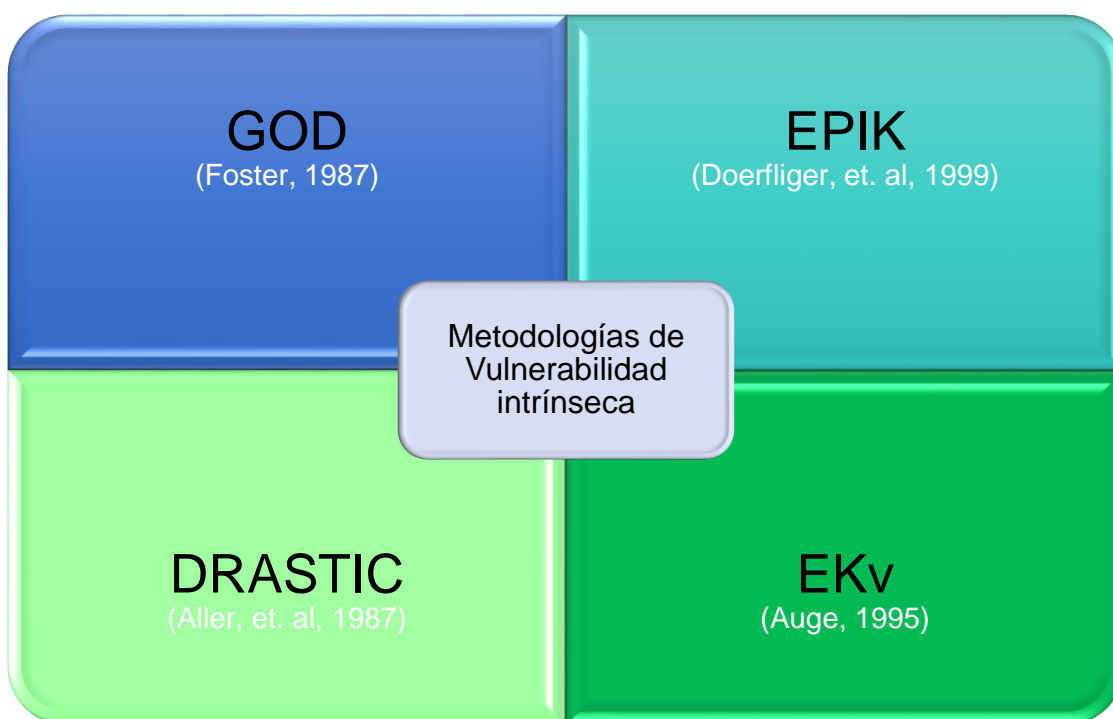 GOD
(Foster, 1987)
EPIK
(Doerfliger, et. al, 1999)
Metodologías de
Vulnerabilidad
intrínseca
DRASTIC
(Aller, et. al, 1987)
EKv
(Auge, 1995)